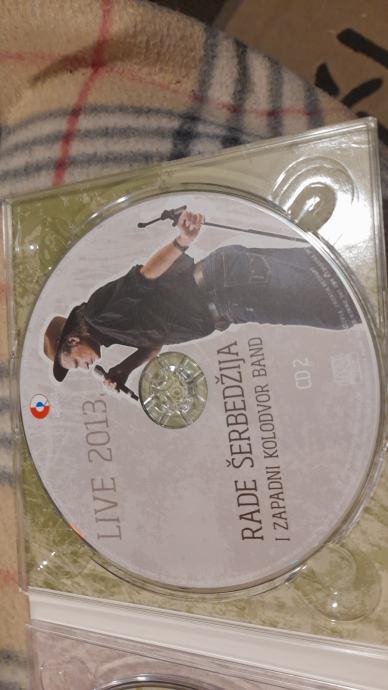 LIVE 2013.
RADE ŠERBEDŽIJA
I ZAPADNI KOLODVOR BAND
CD 2